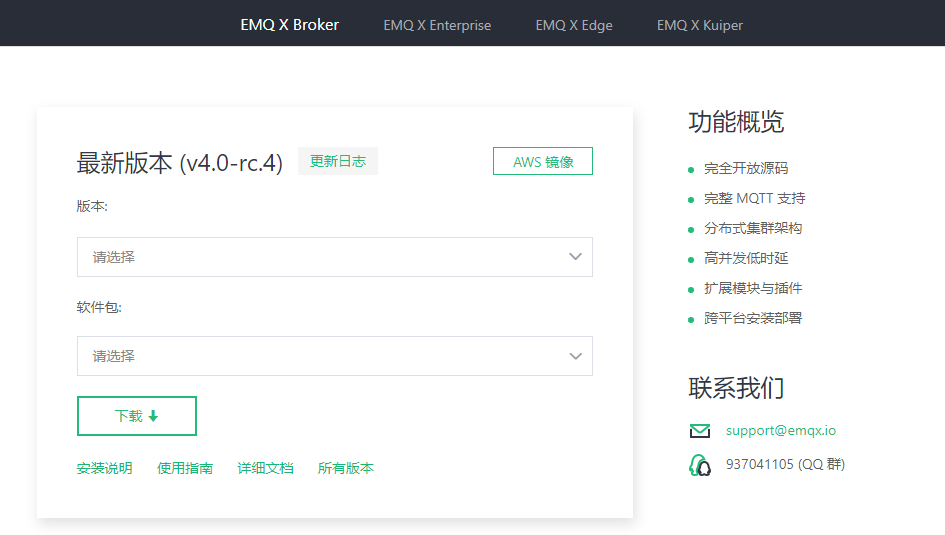 EMQ X Broker EMQ X Enterprise EMQ X Edge EMQ X Kuiper
最新版本 (v4.0-rc.4) 更新日志 AWS 镜像
版本:
请选择
软件包:
请选择
下载
安装说明 使用指南 详细文档 所有版本
功能概览
完全开放源码
完整 MQTT 支持
分布式集群架构
高并发低时延
扩展模块与插件
跨平台安装部署
联系我们
support@emqx.io
937041105 (QQ 群)